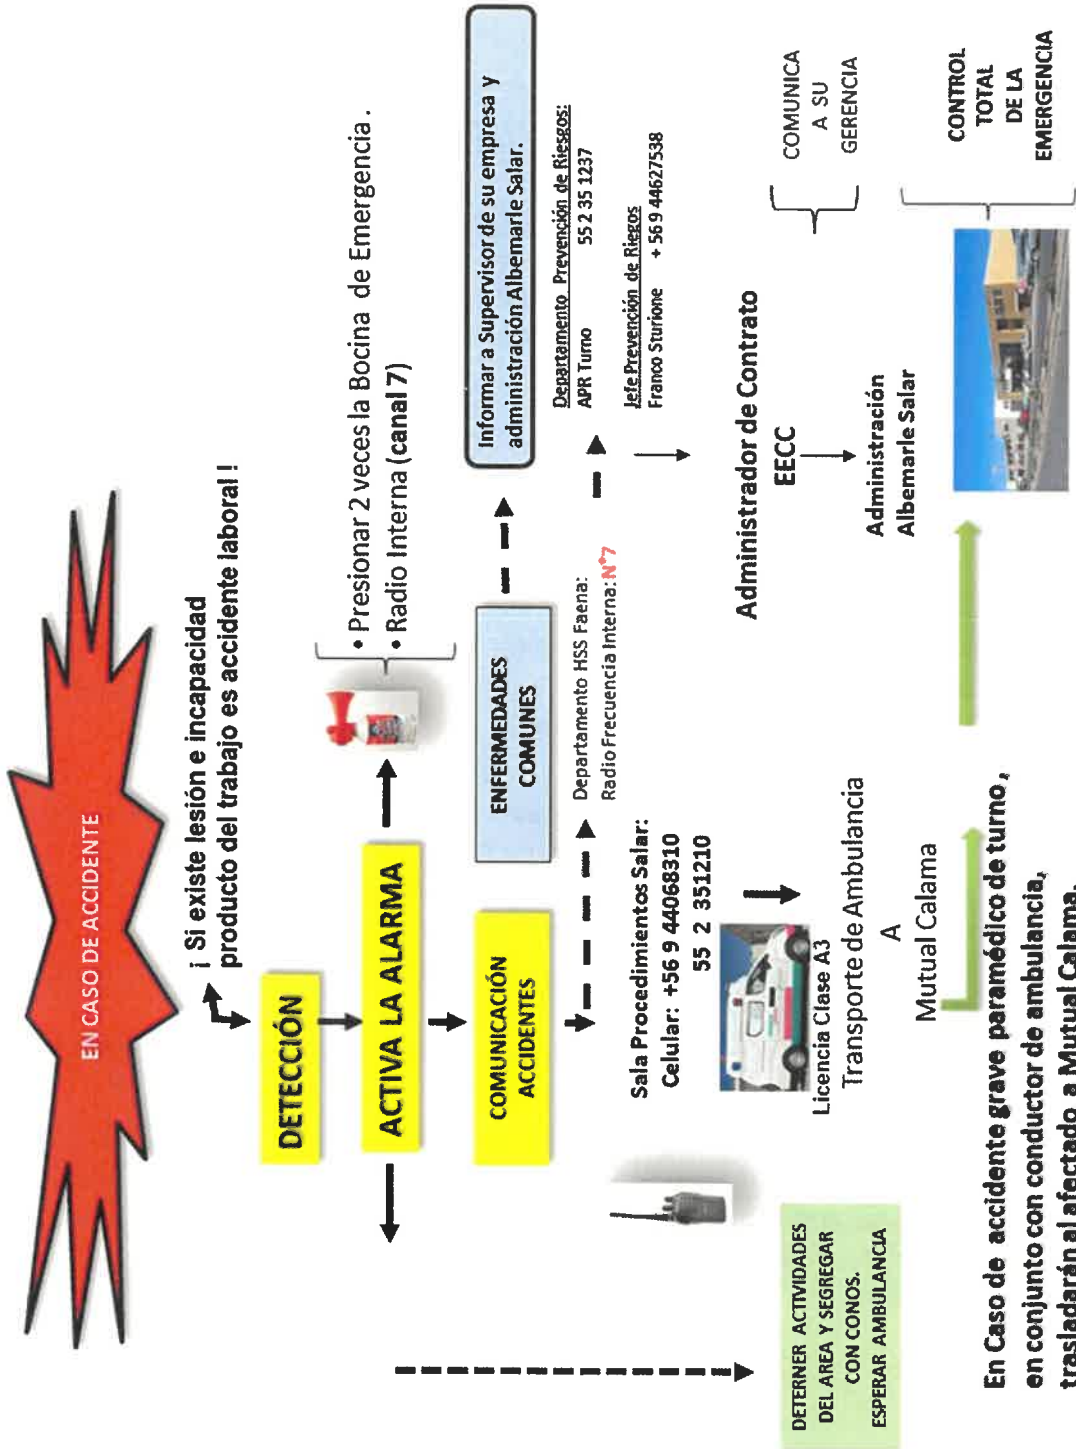 EN CASO DE ACCIDENTE
¡ Si existe lesión e incapacidad
producto del trabajo es accidente laboral !
DETECCIÓN
ACTIVA LA ALARMA
• Presionar 2 veces la Bocina de Emergencia .
• Radio Interna (canal 7)
COMUNICACIÓN
ACCIDENTES
ENFERMEDADES
COMUNES
Informar a Supervisor de su empresa y
administración Albemarle Salar.
Departamento HSS Faena:
Radio Frecuencia Interna: N°7
Departamento Prevención de Riesgos:
APR Turno 55 2 35 1237
Jefe Prevención de Riegos
Franco Sturione + 56 9 44627538
Sala Procedimientos Salar:
Celular: +56 9 44068310
55 2 351210
Licencia Clase A3
Transporte de Ambulancia
A
Mutual Calama
Administrador de Contrato
EECC
Administración
Albemarle Salar
COMUNICA
A SU
GERENCIA
CONTROL
TOTAL
DE LA
EMERGENCIA
DETERNER ACTIVIDADES
DEL AREA Y SEGREGAR
CON CONOS.
ESPERAR AMBULANCIA
En Caso de accidente grave paramédico de turno,
en conjunto con conductor de ambulancia,
trasladarán al afectado a Mutual Calama.